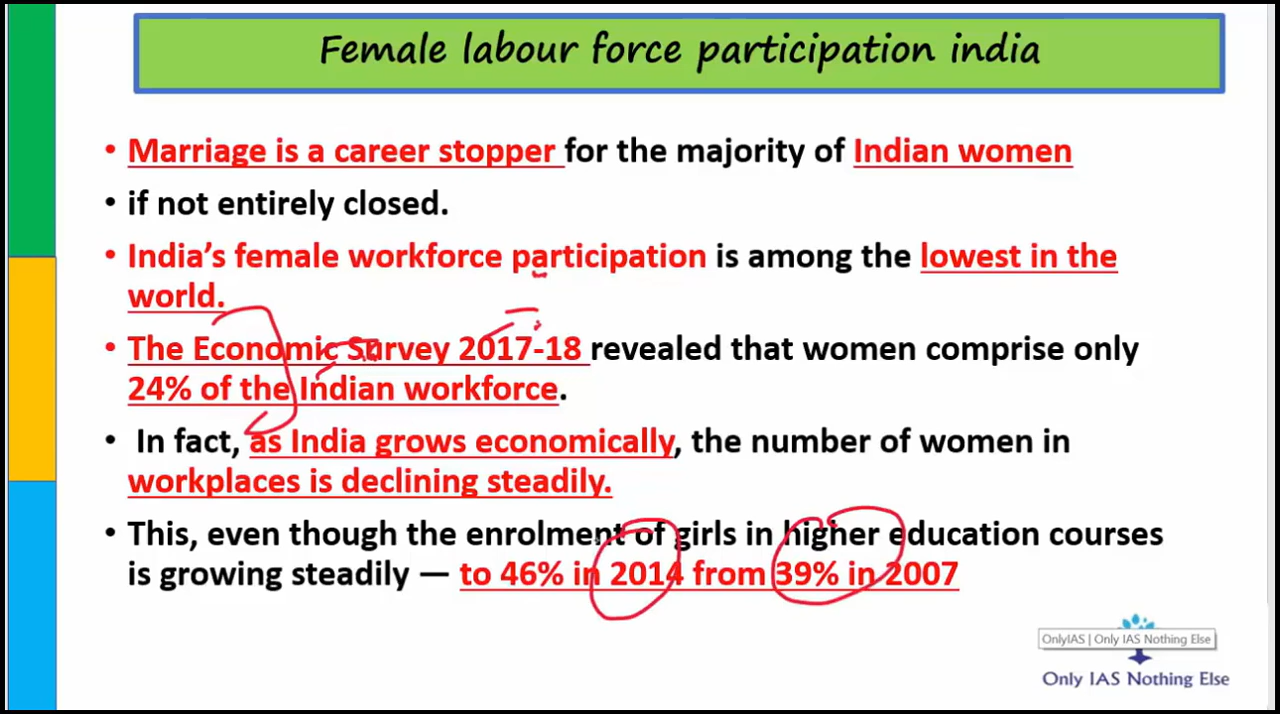 Female labour force participation india
• Marriage is a career stopper for the majority of Indian women
• if not entirely closed.
• India's female workforce participation is among the lowest in the
world.
• The Economic Survey 2017-18 revealed that women comprise only
24% of the Indian workforce.
• In fact, as India grows economically, the number of women in
workplaces is declining steadily.
• This, even though the enrolment of girls in higher education courses
is growing steadily — to 46% in 2014 from 39% in 2007
OnlyIAS | Only IAS Nothing Else
Only IAS Nothing Else